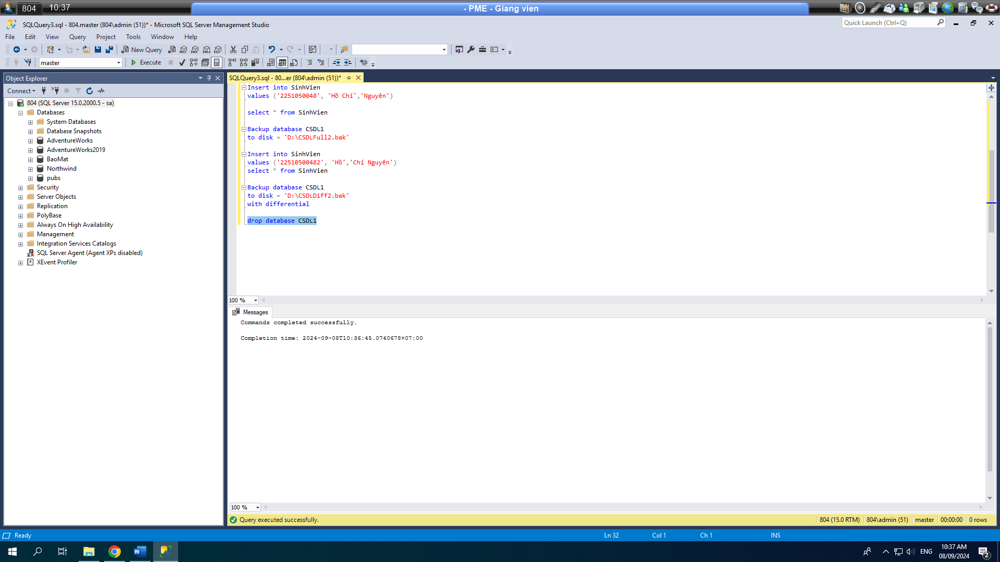 804
10:37
- PME - Giang vien
SQLQuery3.sql - 804.master (804\admin (51))* - Microsoft SQL Server Management Studio
Quick Launch (Ctrl+Q)
File Edit View Query Project Tools Window Help
New Query
MDX DMX XMLA DAX
master
Execute
Object Explorer
Connect
804 (SQL Server 15.0.2000.5 - sa)
Databases
System Databases
Database Snapshots
AdventureWorks
AdventureWorks2019
BaoMat
Northwind
pubs
Security
Server Objects
Replication
PolyBase
Always On High Availability
Management
Integration Services Catalogs
SQL Server Agent (Agent XPs disabled)
XEvent Profiler
SQLQuery3.sql - 80...er (804\admin (51))*
Insert into SinhVien
values ('2251050048', 'Hồ Chí','Nguyên')
select * from SinhVien
Backup database CSDL1
to disk = 'D:\CSDLFull2.bak'
Insert into SinhVien
values ('22510500482', 'Hồ','Chí Nguyên')
select * from SinhVien
Backup database CSDL1
to disk = 'D:\CSDLDiff2.bak'
with differential
drop database CSDL1
100 %
Messages
Commands completed successfully.
Completion time: 2024-09-08T10:36:45.0740678+07:00
100 %
Query executed successfully.
804 (15.0 RTM) 804\admin (51) master 00:00:00 0 rows
Ready
Ln 32 Col 1 Ch 1 INS
ENG
10:37 AM
08/09/2024
2